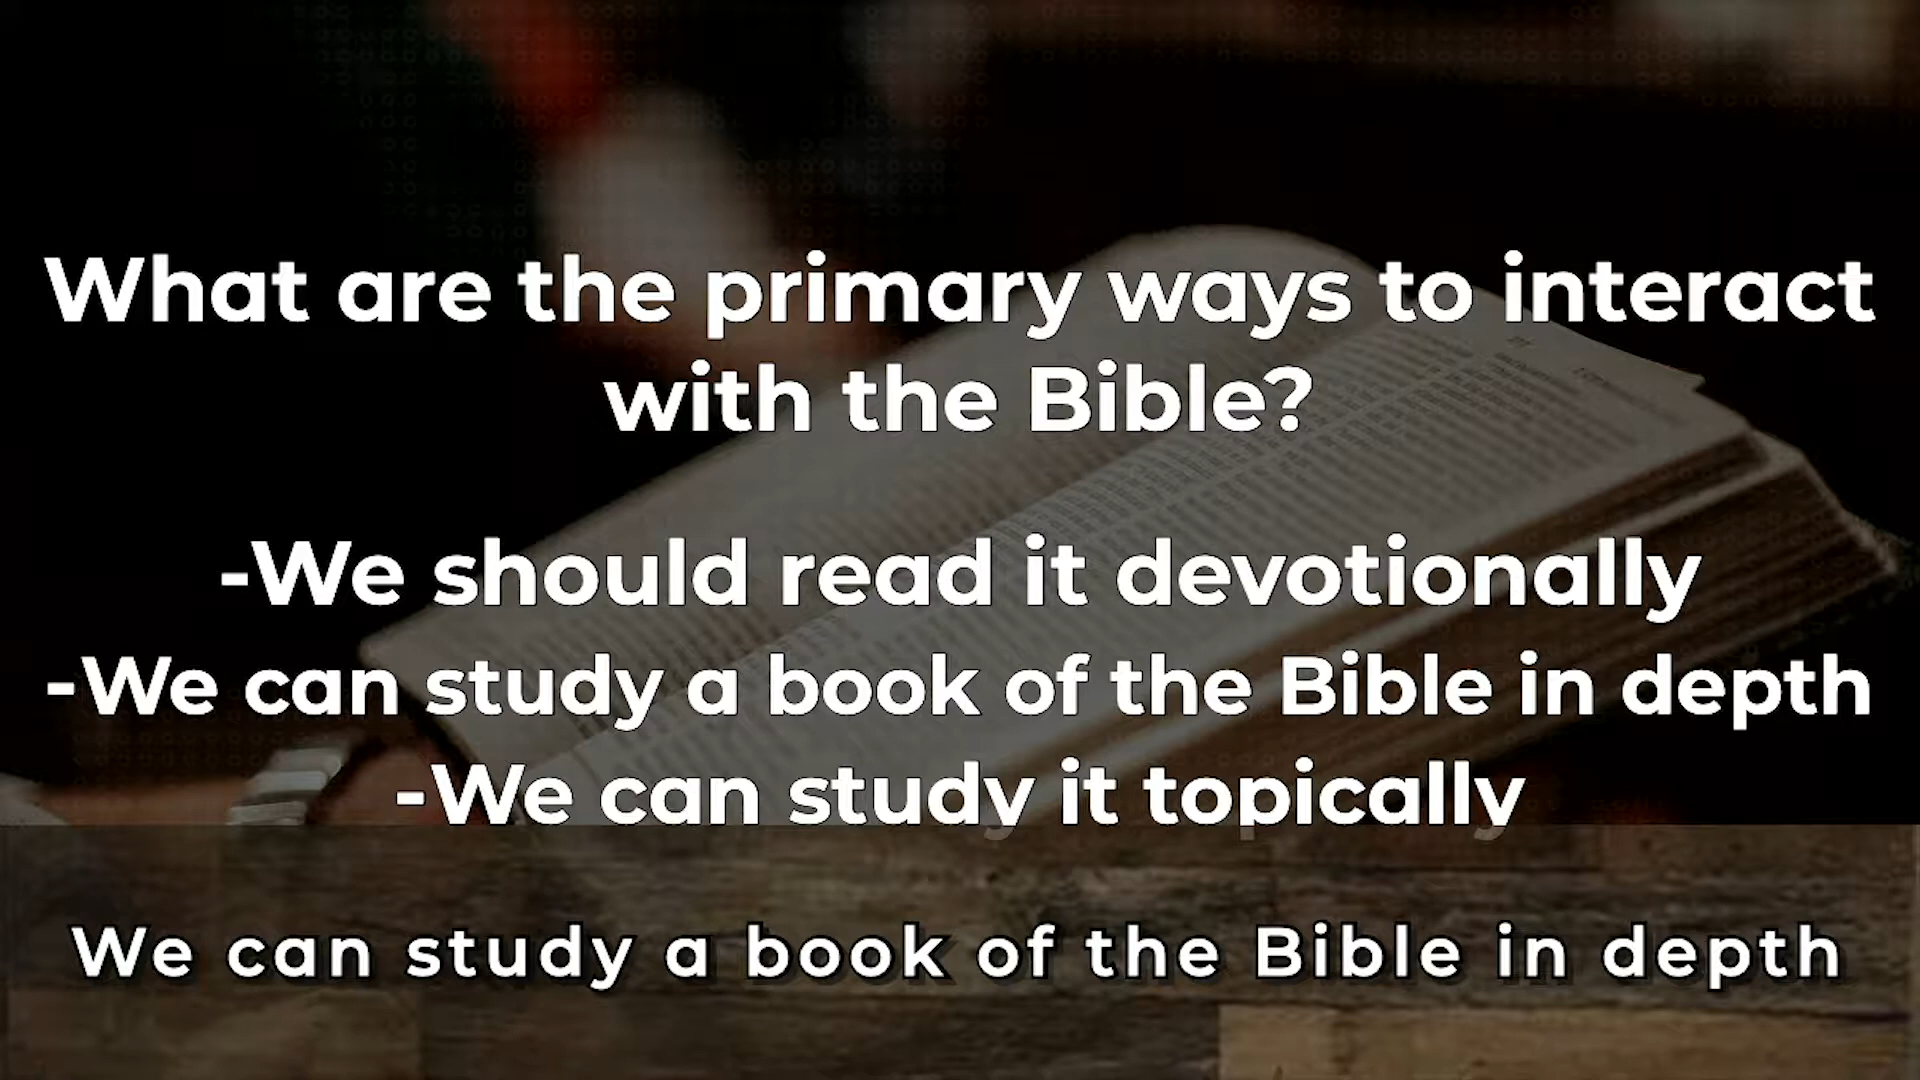 What are the primary ways to interact
with the Bible?
-We should read it devotionally
-We can study a book of the Bible in depth
-We can study it topically
We can study a book of the Bible in depth